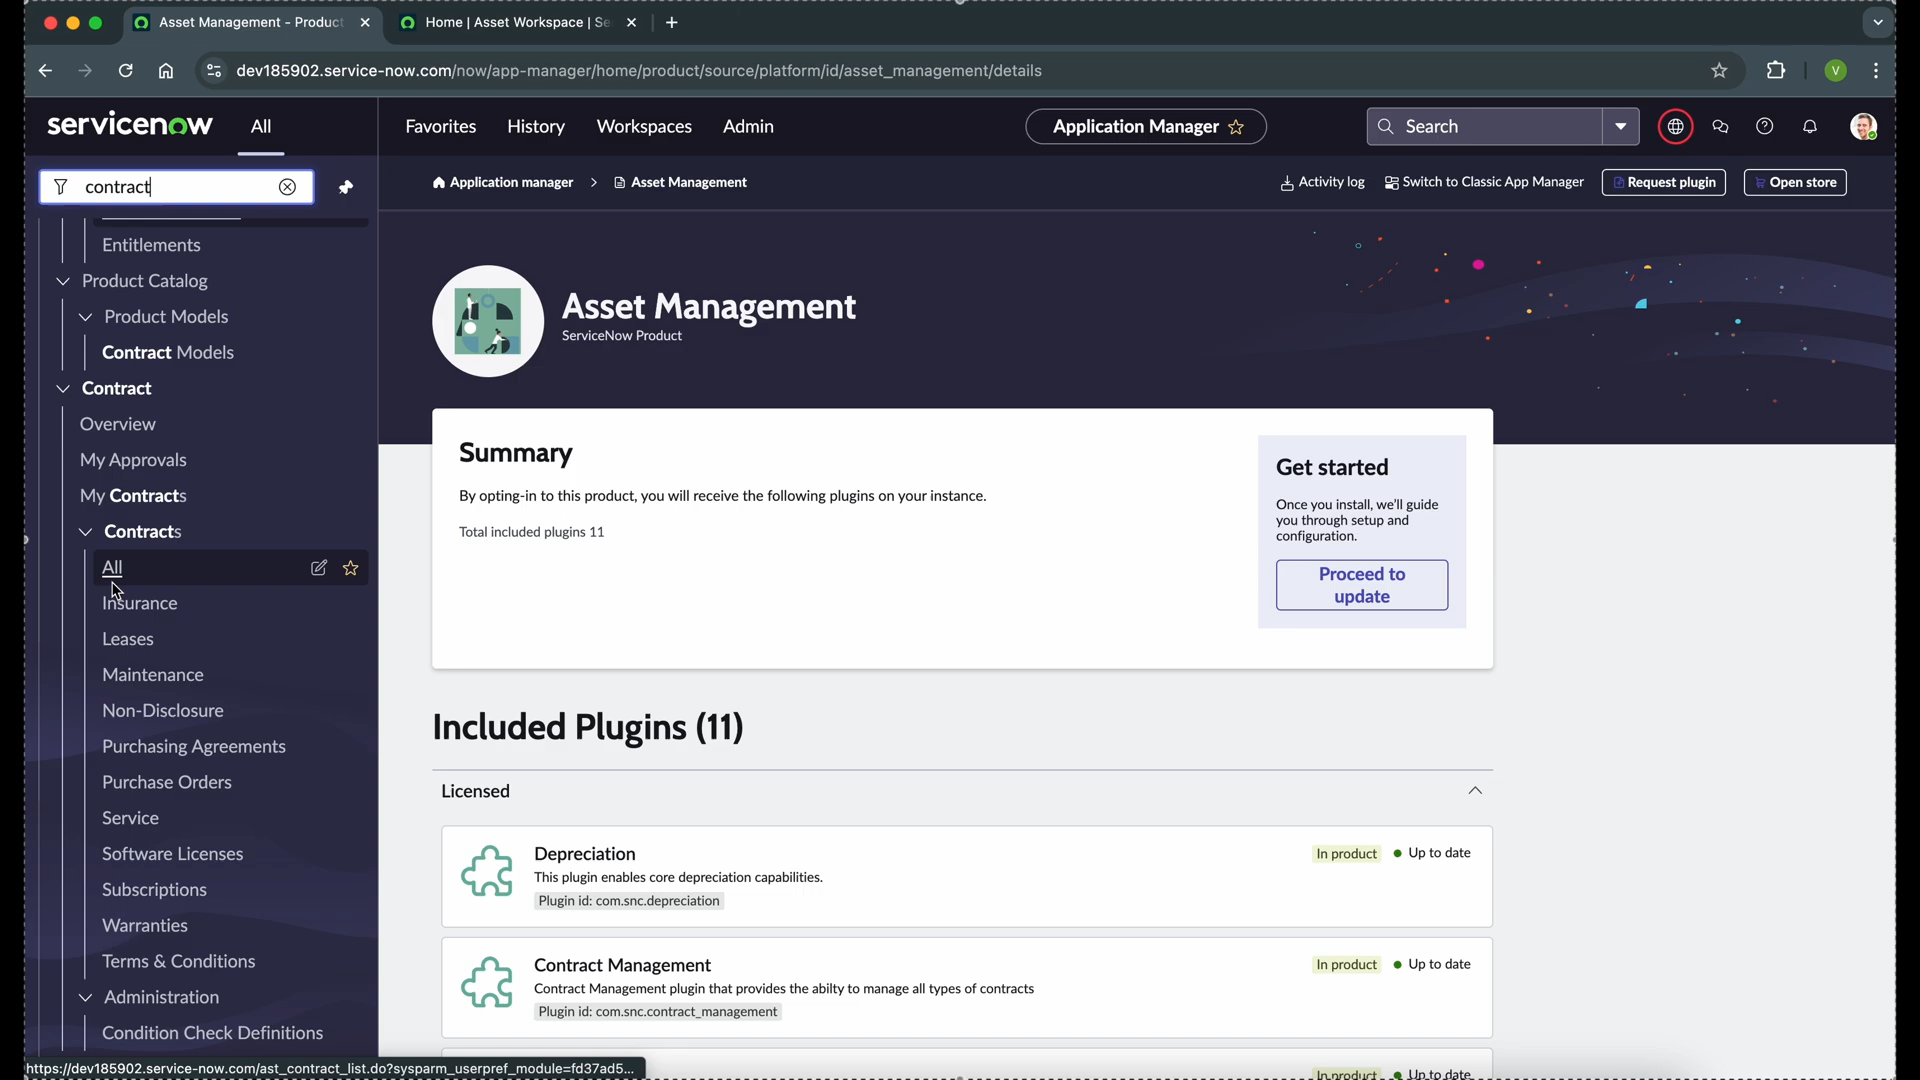 Asset Management - Product
Home | Asset Workspace | Se
dev185902.service-now.com/now/app-manager/home/product/source/platform/id/asset_management/details
V
servicenow
All
Favorites
History
Workspaces
Admin
Application Manager
Search
contract
Application manager
Asset Management
Activity log
Switch to Classic App Manager
Request plugin
Open store
Entitlements
Product Catalog
Product Models
Contract Models
Contract
Overview
My Approvals
My Contracts
Contracts
All
Insurance
Leases
Maintenance
Non-Disclosure
Purchasing Agreements
Purchase Orders
Service
Software Licenses
Subscriptions
Warranties
Terms & Conditions
Administration
Condition Check Definitions
https://dev185902.service-now.com/ast_contract_list.do?sysparm_userpref_module=fd37ad5...
Asset Management
ServiceNow Product
Summary
By opting-in to this product, you will receive the following plugins on your instance.
Total included plugins 11
Get started
Once you install, we'll guide
you through setup and
configuration.
Proceed to
update
Included Plugins (11)
Licensed
Depreciation
In product
Up to date
This plugin enables core depreciation capabilities.
Plugin id: com.snc.depreciation
Contract Management
In product
Up to date
Contract Management plugin that provides the abilty to manage all types of contracts
Plugin id: com.snc.contract_management
In product
Up to date